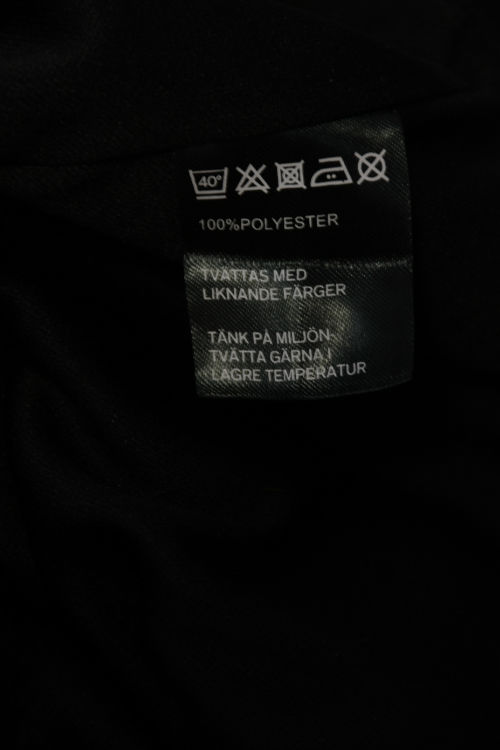 40°
100%POLYESTER
TVÄTTAS MED
LIKNANDE FÄRGER
TÄNK PÅ MILJÖN-
TVÄTTA GÄRNA I
LÄGRE TEMPERATUR